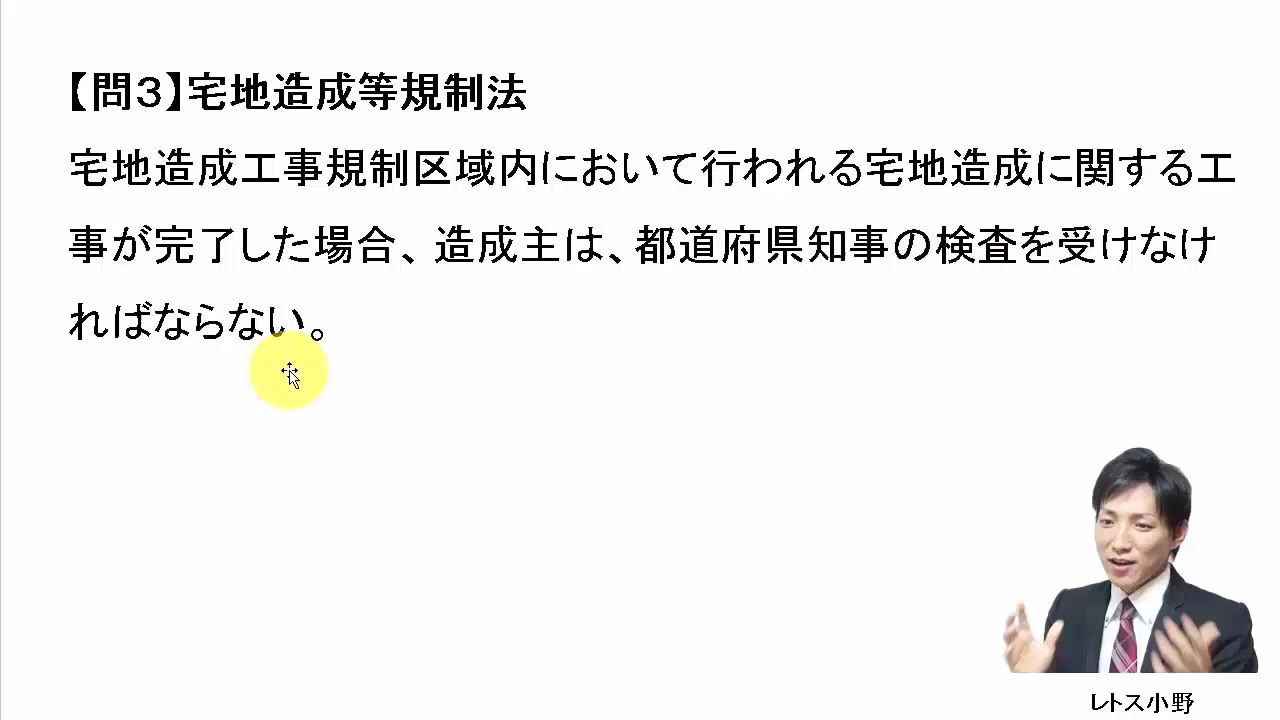 【問３】宅地造成等規制法
宅地造成工事規制区域内において行われる宅地造成に関する工
事が完了した場合、造成主は、都道府県知事の検査を受けなけ
ればならない。
レトス小野